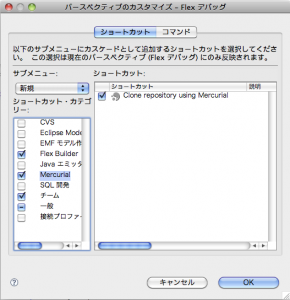 パースペクティブのカスタマイズ - Flex デバッグ
ショートカット コマンド
以下のサブメニューにカスケードとして追加するショートカットを選択してくださ
い。 この選択は現在のパースペクティブ (Flex デバッグ) にのみ反映されます。
サブメニュー:
新規
ショートカット・カテゴ
リー:
CVS
Eclipse Mode
EMF モデル作
Flex Builder
Java エミッタ
Mercurial
SQL 開発
チーム
一般
接続プロファー
ショートカット:
ショートカット 説明
Clone repository using Mercurial
キャンセル OK